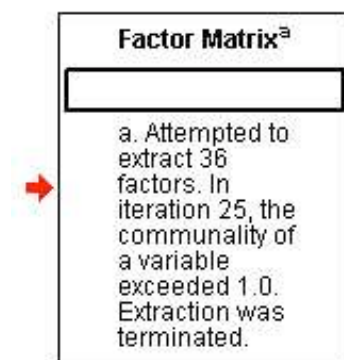 Factor Matrixa
a. Attempted to
extract 36
factors. In
iteration 25, the
communality of
a variable
exceeded 1.0.
Extraction was
terminated.